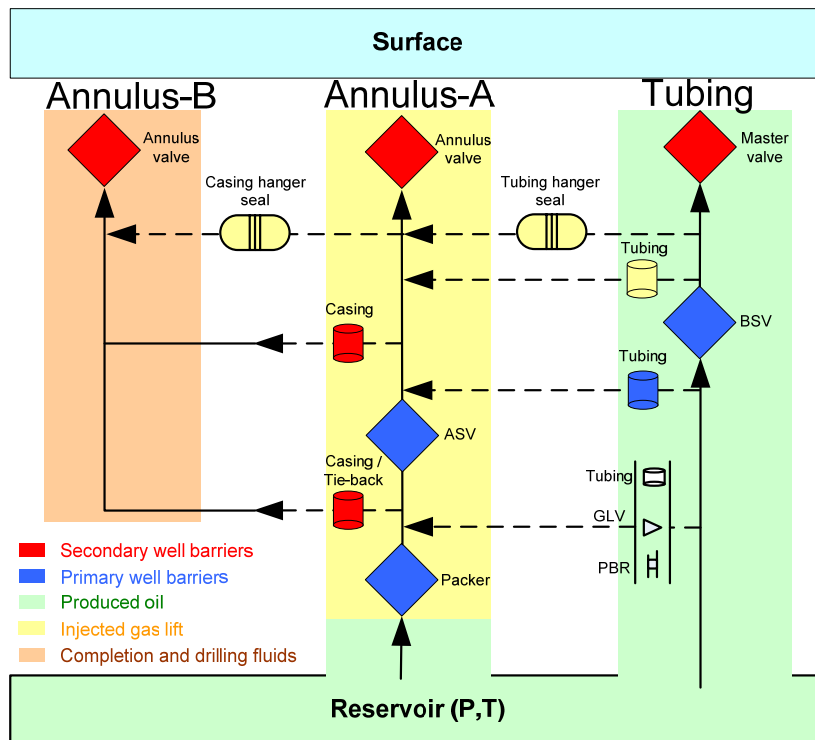 Surface
Annulus-B
Annulus-A
Tubing
Annulus
valve
Annulus
valve
Master
valve
Casing hanger
seal
Tubing hanger
seal
Tubing
Casing
BSV
Tubing
ASV
Casing /
Tie-back
Tubing
GLV
PBR
Packer
Secondary well barriers
Primary well barriers
Produced oil
Injected gas lift
Completion and drilling fluids
Reservoir (P,T)